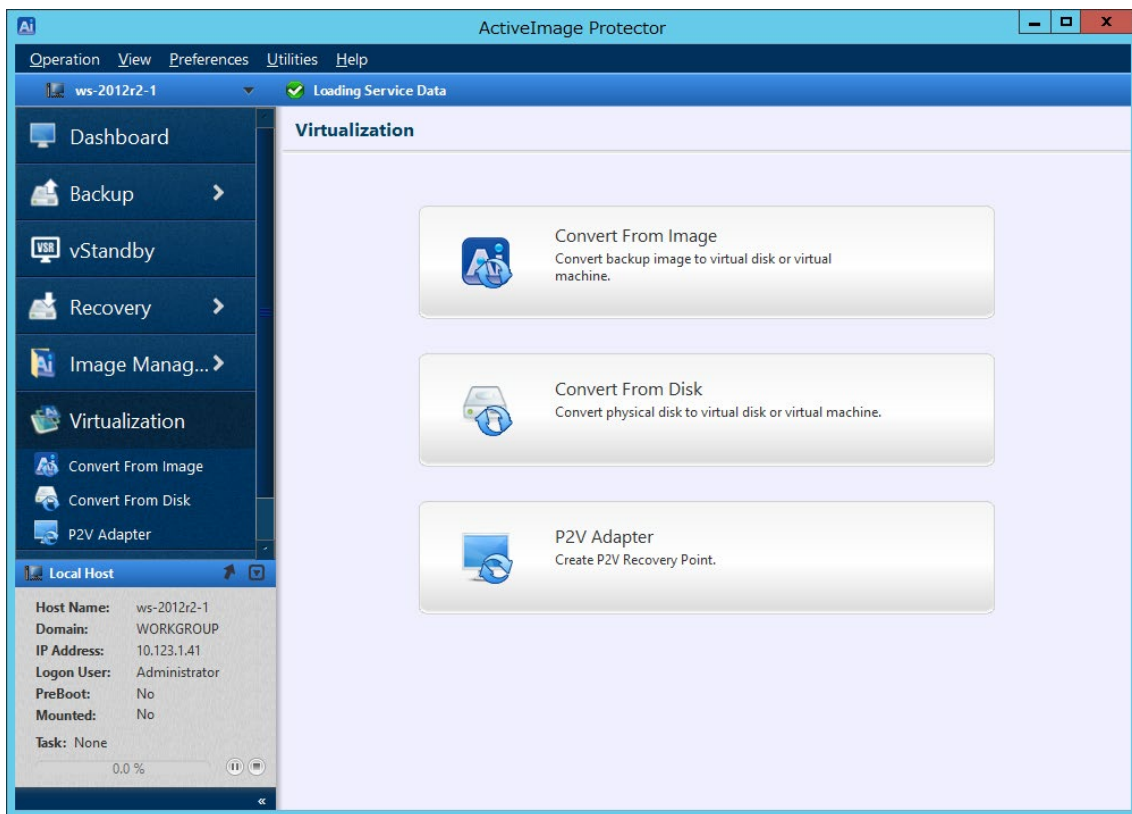 ActiveImage Protector
Operation View Preferences Utilities Help
ws-2012r2-1
Loading Service Data
Dashboard
Backup
VSR vStandby
Recovery
Image Manag...
Virtualization
Convert From Image
Convert From Disk
P2V Adapter
Local Host
Host Name: ws-2012r2-1
Domain: WORKGROUP
IP Address: 10.123.1.41
Logon User: Administrator
PreBoot: No
Mounted: No
Task: None
0.0 %
Virtualization
Convert From Image
Convert backup image to virtual disk or virtual
machine.
Convert From Disk
Convert physical disk to virtual disk or virtual machine.
P2V Adapter
Create P2V Recovery Point.